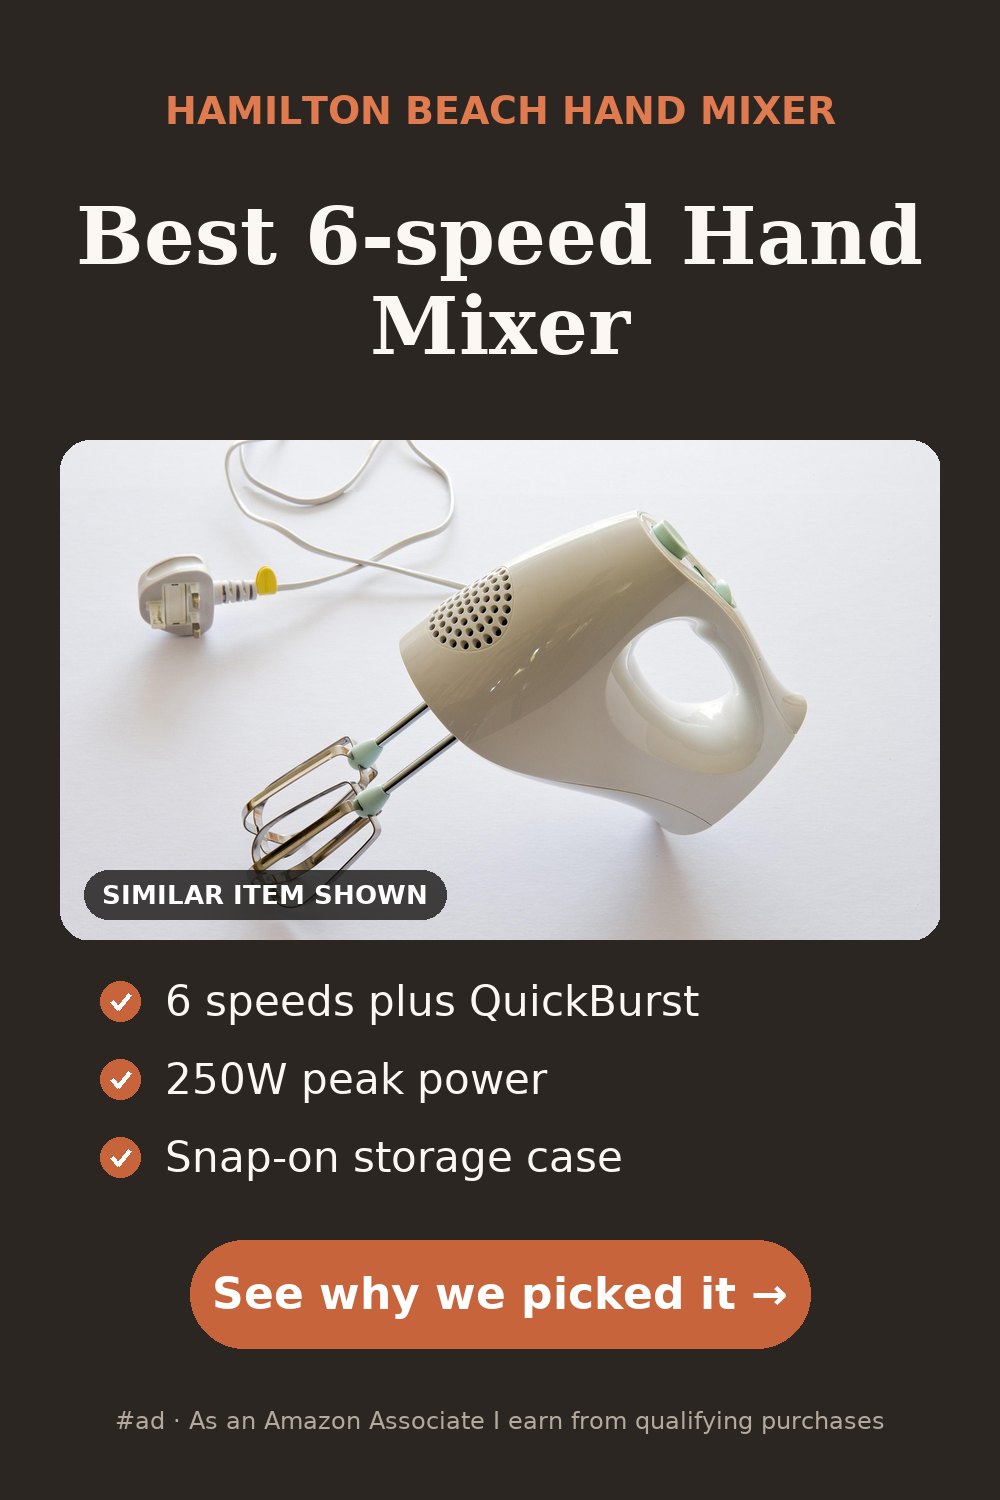 HAMILTON BEACH HAND MIXER
Best 6-speed Hand
Mixer
SIMILAR ITEM SHOWN
6 speeds plus QuickBurst
250W peak power
Snap-on storage case
See why we picked it →
#ad · As an Amazon Associate I earn from qualifying purchases